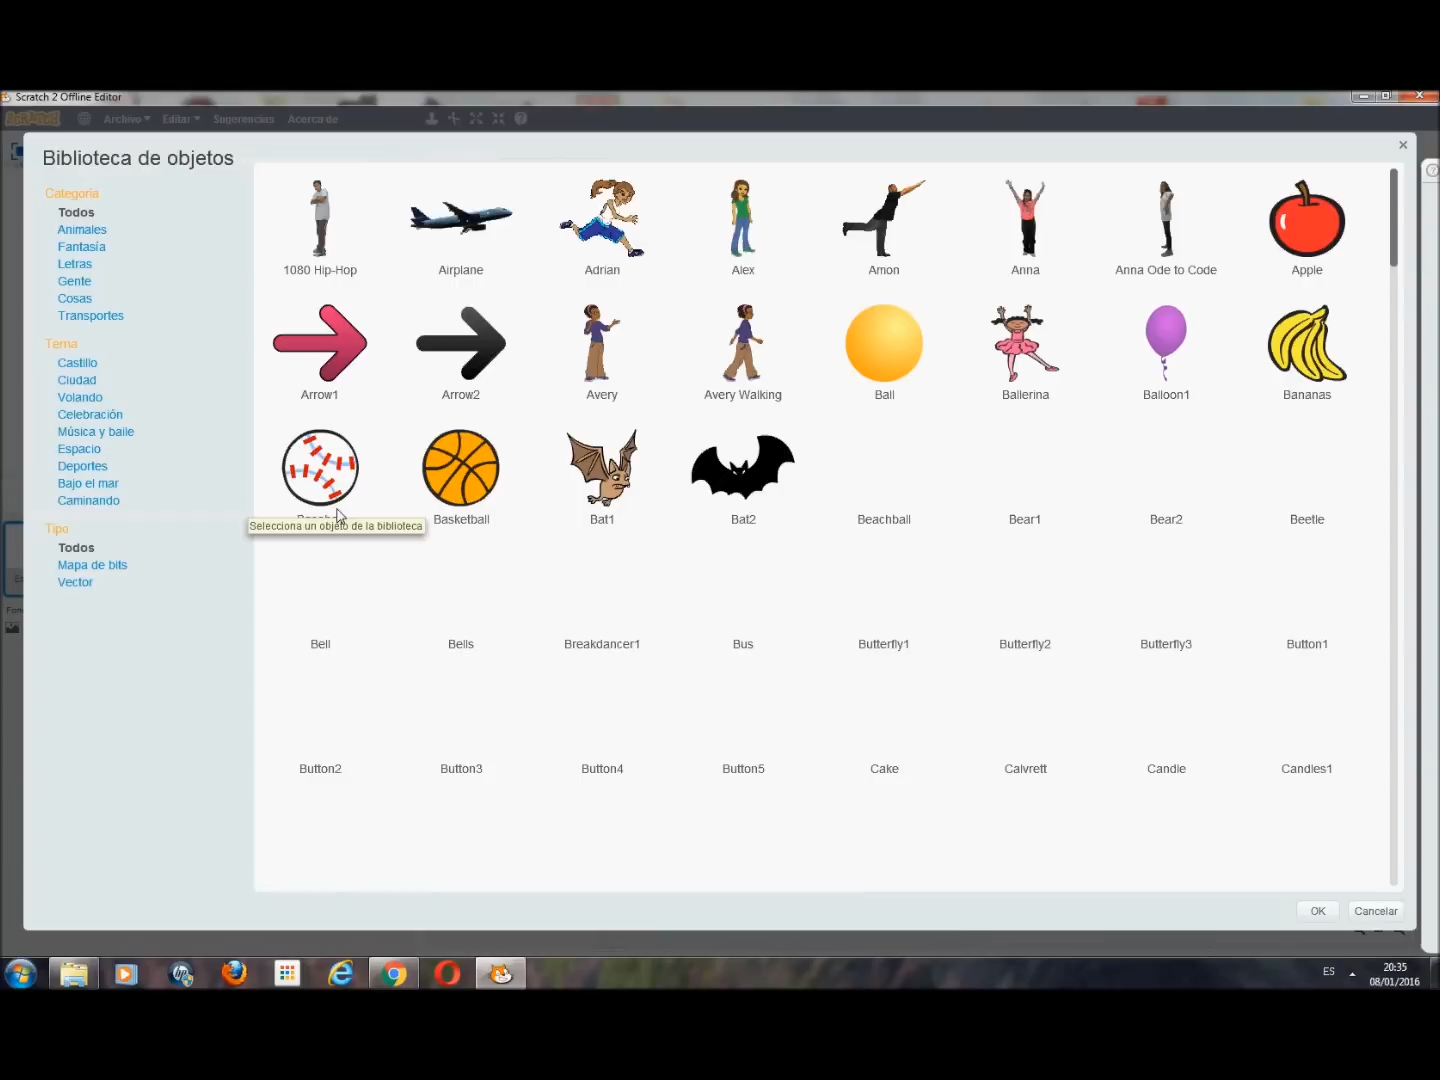 Scratch 2 Offline Editor
SCRATCH
Archivo Editar Sugerencias Acerca de
Biblioteca de objetos
Categoría
Todos
Animales
Fantasía
Letras
Gente
Cosas
Transportes
Tema
Castillo
Ciudad
Volando
Celebración
Música y baile
Espacio
Deportes
Bajo el mar
Caminando
Tipo
Todos
Mapa de bits
Vector
1080 Hip-Hop Airplane Adrian Alex Amon Anna Anna Ode to Code Apple
Arrow1 Arrow2 Avery Avery Walking Ball Ballerina Balloon1 Bananas
Basketball Bat1 Bat2 Beachball Bear1 Bear2 Beetle
Selecciona un objeto de la biblioteca
Bell Bells Breakdancer1 Bus Butterfly1 Butterfly2 Butterfly3 Button1
Button2 Button3 Button4 Button5 Cake Calvrett Candle Candles1
OK Cancelar
ES 20:35
08/01/2016